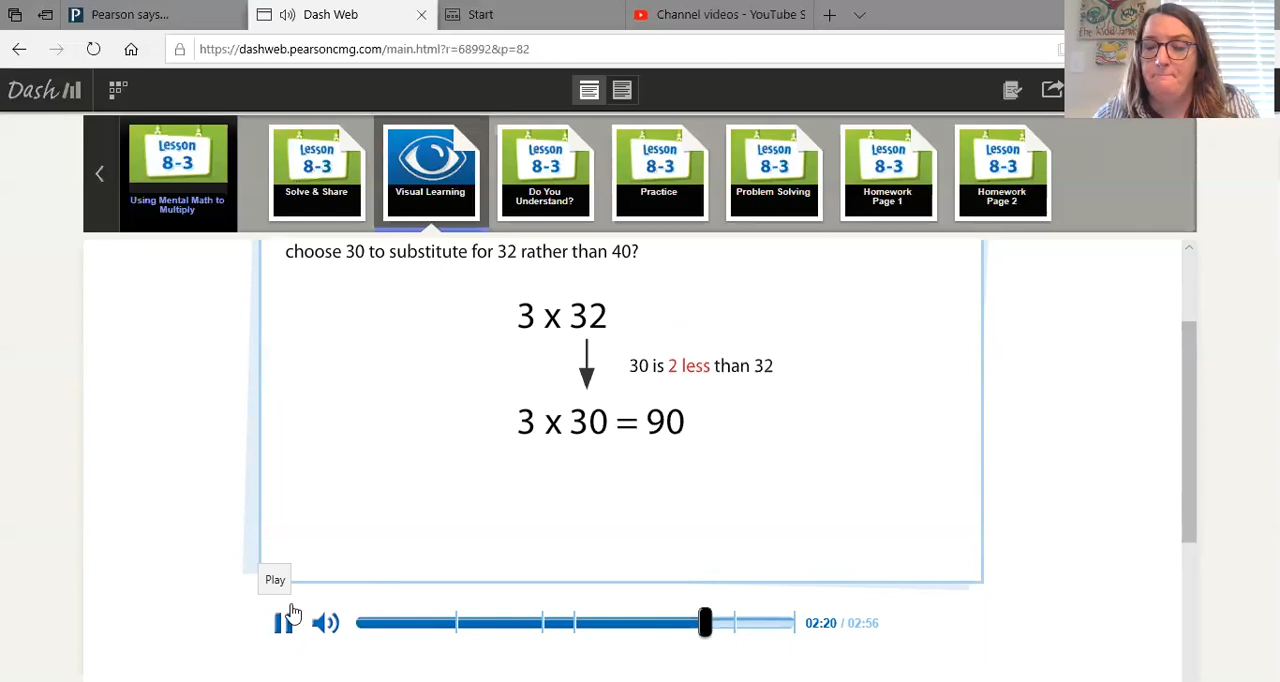 Pearson says...
Dash Web
Start
Channel videos - YouTube S
https://dashweb.pearsoncmg.com/main.html?r=68992&p=82
Dash
Lesson 8-3
Using Mental Math to
Multiply
Lesson 8-3
Solve & Share
Visual Learning
Lesson 8-3
Do You
Understand?
Lesson 8-3
Practice
Lesson 8-3
Problem Solving
Lesson 8-3
Homework
Page 1
Lesson 8-3
Homework
Page 2
choose 30 to substitute for 32 rather than 40?
3 x 32
30 is 2 less than 32
3 x 30 = 90
Play
02:20 / 02:56